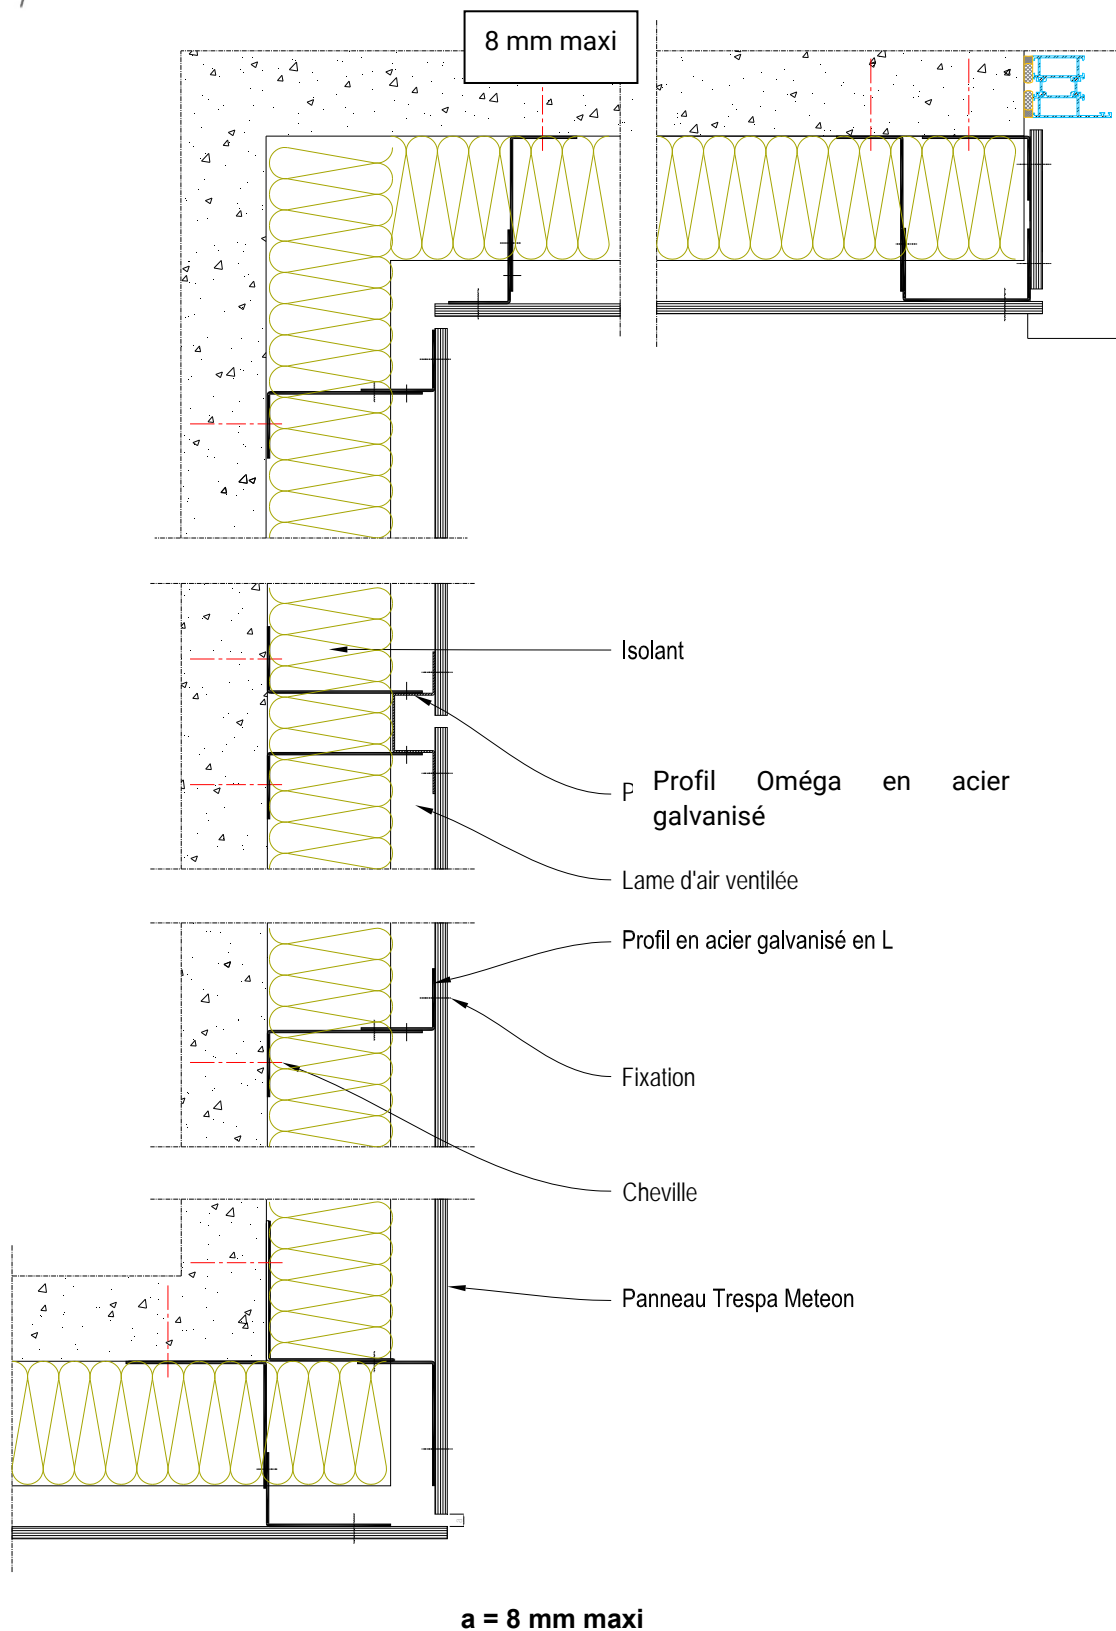 8 mm maxi
Isolant
P Profil Oméga en acier
galvanisé
Lame d'air ventilée
Profil en acier galvanisé en L
Fixation
Cheville
Panneau Trespa Meteon
a
a = 8 mm maxi